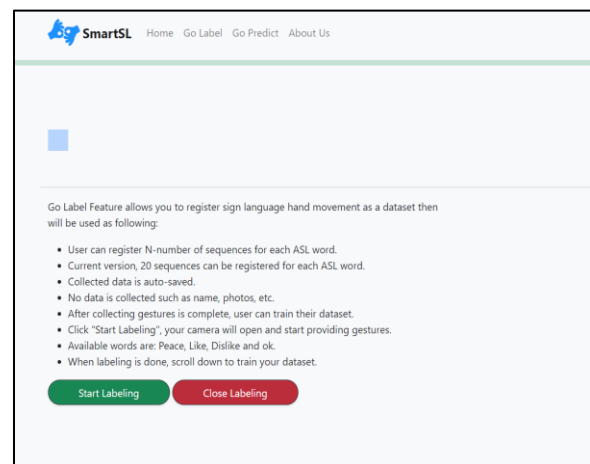 SmartSL Home Go Label Go Predict About Us
Go Label Feature allows you to register sign language hand movement as a dataset then
will be used as following:
• User can register N-number of sequences for each ASL word.
• Current version, 20 sequences can be registered for each ASL word.
• Collected data is auto-saved.
• No data is collected such as name, photos, etc.
• After collecting gestures is complete, user can train their dataset.
• Click "Start Labeling", your camera will open and start providing gestures.
• Available words are: Peace, Like, Dislike and ok.
• When labeling is done, scroll down to train your dataset.
Start Labeling Close Labeling